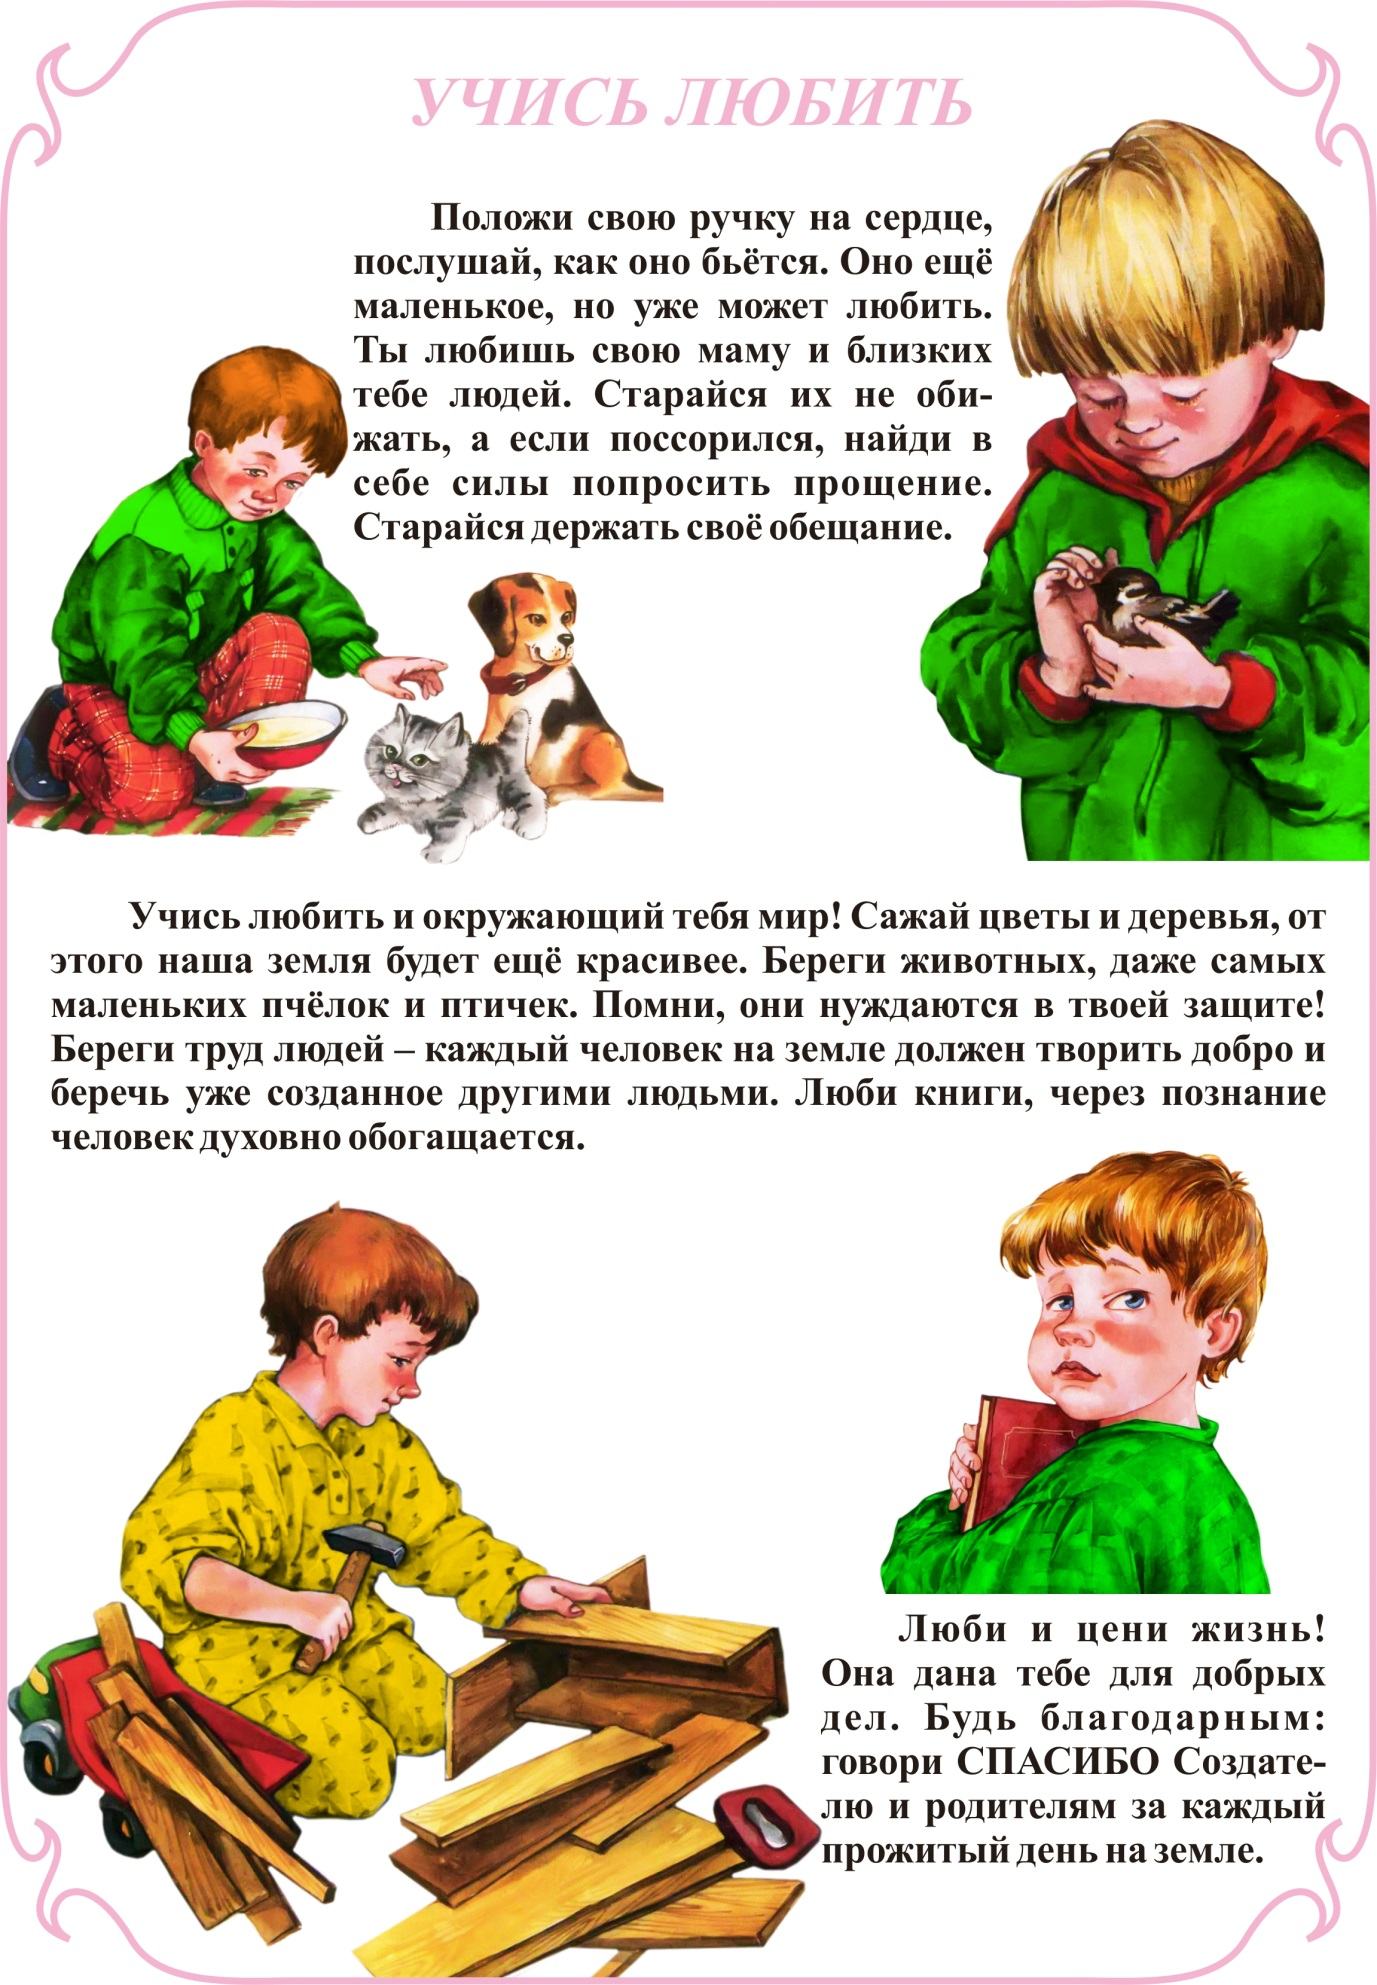 УЧИСЬ ЛЮБИТЬ
Положи свою ручку на сердце,
послушай, как оно бьётся. Оно ещё
маленькое, но уже может любить.
Ты любишь свою маму и близких
тебе людей. Старайся их не оби-
жать, а если поссорился, найди в
себе силы попросить прощение.
Старайся держать своё обещание.
Учись любить и окружающий тебя мир! Сажай цветы и деревья, от
этого наша земля будет ещё красивее. Береги животных, даже самых
маленьких пчёлок и птичек. Помни, они нуждаются в твоей защите!
Береги труд людей – каждый человек на земле должен творить добро и
беречь уже созданное другими людьми. Люби книги, через познание
человек духовно обогащается.
Люби и цени жизнь!
Она дана тебе для добрых
дел. Будь благодарным:
говори СПАСИБО Создате-
лю и родителям за каждый
прожитый день на земле.